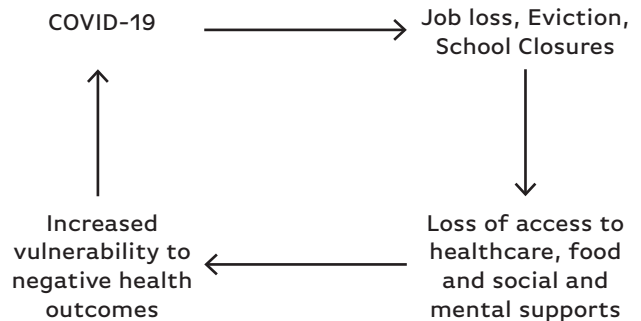 COVID-19
Job loss, Eviction,
School Closures
Increased
vulnerability to
negative health
outcomes
Loss of access to
healthcare, food
and social and
mental supports